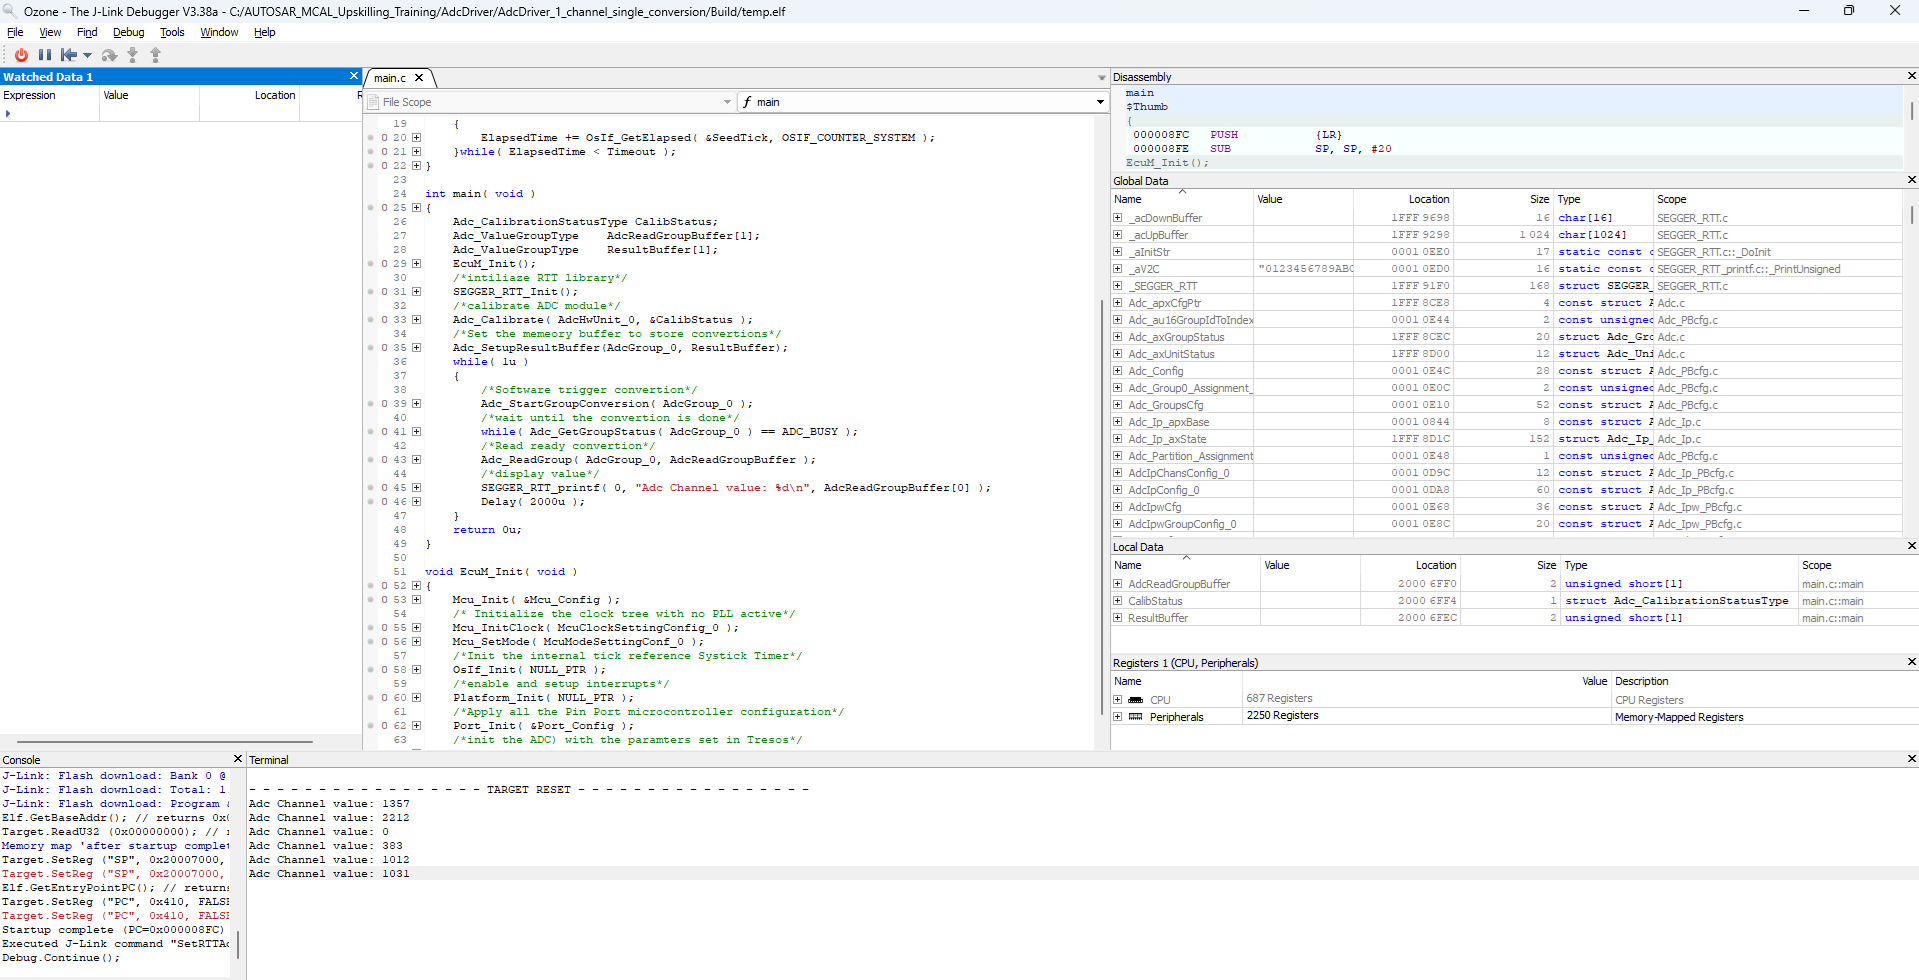 Ozone - The J-Link Debugger V3.38a - C:/AUTOSAR_MCAL_Upskilling_Training/AdcDriver/AdcDriver_1_channel_single_conversion/Build/temp.elf
File View Find Debug Tools Window Help
Watched Data 1
Expression Value Location R
main.c
File Scope
main
19 {
20 ElapsedTime += OsIf_GetElapsed( &SeedTick, OSIF_COUNTER_SYSTEM );
21 }while( ElapsedTime < Timeout );
22 }
23
24 int main( void )
25 {
26 Adc_CalibrationStatusType CalibStatus;
27 Adc_ValueGroupType AdcReadGroupBuffer[1];
28 Adc_ValueGroupType ResultBuffer[1];
29 EcuM_Init();
30 /*intiliaze RTT library*/
31 SEGGER_RTT_Init();
32 /*calibrate ADC module*/
33 Adc_Calibrate( AdcHwUnit_0, &CalibStatus );
34 /*Set the memeory buffer to store convertions*/
35 Adc_SetupResultBuffer(AdcGroup_0, ResultBuffer);
36 while( 1u )
37 {
38 /*Software trigger convertion*/
39 Adc_StartGroupConversion( AdcGroup_0 );
40 /*wait until the convertion is done*/
41 while( Adc_GetGroupStatus( AdcGroup_0 ) == ADC_BUSY );
42 /*Read ready convertion*/
43 Adc_ReadGroup( AdcGroup_0, AdcReadGroupBuffer );
44 /*display value*/
45 SEGGER_RTT_printf( 0, "Adc Channel value: %d\n", AdcReadGroupBuffer[0] );
46 Delay( 2000u );
47 }
48 return 0u;
49 }
50
51 void EcuM_Init( void )
52 {
53 Mcu_Init( &Mcu_Config );
54 /* Initialize the clock tree with no PLL active*/
55 Mcu_InitClock( McuClockSettingConfig_0 );
56 Mcu_SetMode( McuModeSettingConf_0 );
57 /*Init the internal tick reference Systick Timer*/
58 OsIf_Init( NULL_PTR );
59 /*enable and setup interrupts*/
60 Platform_Init( NULL_PTR );
61 /*Apply all the Pin Port microcontroller configuration*/
62 Port_Init( &Port_Config );
63 /*init the ADC) with the paramters set in Tresos*/
Disassembly
main
$Thumb
{
000008FC PUSH {LR}
000008FE SUB SP, SP, #20
EcuM_Init();
Global Data
Name Value Location Size Type Scope
_acDownBuffer 1FFF 9698 16 char[16] SEGGER_RTT.c
_acUpBuffer 1FFF 9298 1 024 char[1024] SEGGER_RTT.c
_aInitStr 0001 0EE0 17 static const c SEGGER_RTT.c::_DoInit
_aV2C "0123456789ABC 0001 0ED0 16 static const c SEGGER_RTT_printf.c::_PrintUnsigned
_SEGGER_RTT 1FFF 91F0 168 struct SEGGER_ SEGGER_RTT.c
Adc_apxCfgPtr 1FFF 8CE8 4 const struct A Adc.c
Adc_au16GroupIdToIndex 0001 0E44 2 const unsigned Adc_PBcfg.c
Adc_axGroupStatus 1FFF 8CEC 20 struct Adc_Gro Adc.c
Adc_axUnitStatus 1FFF 8D00 12 struct Adc_Uni Adc.c
Adc_Config 0001 0E4C 28 const struct A Adc_PBcfg.c
Adc_Group0_Assignment_ 0001 0E0C 2 const unsigned Adc_PBcfg.c
Adc_GroupsCfg 0001 0E10 52 const struct A Adc_PBcfg.c
Adc_Ip_apxBase 0001 0844 8 const struct A Adc_Ip.c
Adc_Ip_axState 1FFF 8D1C 152 struct Adc_Ip_ Adc_Ip.c
Adc_Partition_Assignment 0001 0E48 1 const unsigned Adc_PBcfg.c
AdcIpChansConfig_0 0001 0D9C 12 const struct A Adc_Ip_PBcfg.c
AdcIpConfig_0 0001 0DA8 60 const struct A Adc_Ip_PBcfg.c
AdcIpwCfg 0001 0E68 36 const struct A Adc_Ipw_PBcfg.c
AdcIpwGroupConfig_0 0001 0E8C 20 const struct A Adc_Ipw_PBcfg.c
Local Data
Name Value Location Size Type Scope
AdcReadGroupBuffer 2000 6FF0 2 unsigned short[1] main.c::main
CalibStatus 2000 6FF4 1 struct Adc_CalibrationStatusType main.c::main
ResultBuffer 2000 6FEC 2 unsigned short[1] main.c::main
Registers 1 (CPU, Peripherals)
Name Value Description
CPU 687 Registers CPU Registers
Peripherals 2250 Registers Memory-Mapped Registers
Console
J-Link: Flash download: Bank 0 @
J-Link: Flash download: Total: 1
J-Link: Flash download: Program &
Elf.GetBaseAddr(); // returns 0x0
Target.ReadU32 (0x00000000); // r
Memory map 'after startup complet
Target.SetReg ("SP", 0x20007000,
Target.SetReg ("SP", 0x20007000,
Elf.GetEntryPointPC(); // returns
Target.SetReg ("PC", 0x410, FALSE
Target.SetReg ("PC", 0x410, FALSE
Startup complete (PC=0x000008FC)
Executed J-Link command "SetRTTAd
Debug.Continue();
Terminal
- - - - - - - - - - - - - - - - - TARGET RESET - - - - - - - - - - - - - - - - -
Adc Channel value: 1357
Adc Channel value: 2212
Adc Channel value: 0
Adc Channel value: 383
Adc Channel value: 1012
Adc Channel value: 1031